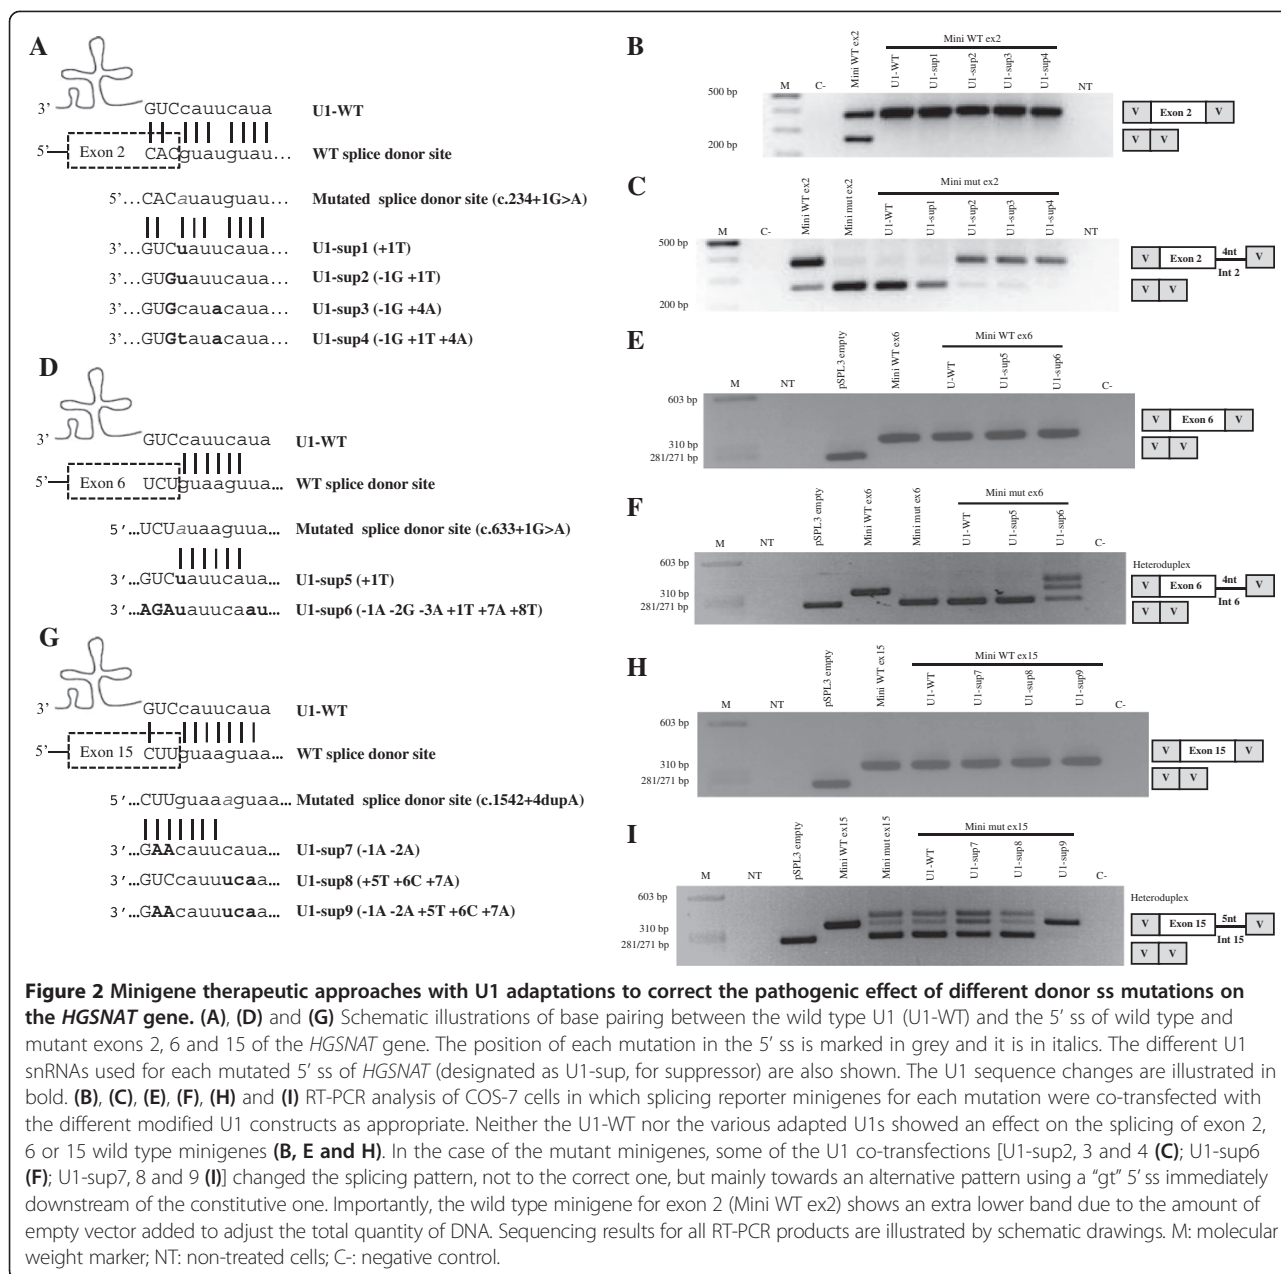 A
3’
GUCcauucaua
U1-WT
5’
Exon 2
CACguauguau...
WT splice donor site
5’...CACauauguau...
Mutated splice donor site (c.234+1G>A)
3’...GUCuauucaua...
U1-sup1 (+1T)
3’...GUGuauucaua...
U1-sup2 (-1G +1T)
3’...GUGcauacaua...
U1-sup3 (-1G +4A)
3’...GUGtauacaua...
U1-sup4 (-1G +1T +4A)
B
Mini WT ex2
M
C-
Mini WT ex2
U1-WT
U1-sup1
U1-sup2
U1-sup3
U1-sup4
NT
500 bp
200 bp
V Exon 2 V
V V
C
Mini mut ex2
M
C-
Mini WT ex2
Mini mut ex2
U1-WT
U1-sup1
U1-sup2
U1-sup3
U1-sup4
NT
500 bp
200 bp
V Exon 2 4nt V
Int 2
V V
D
3’
GUCcauucaua
U1-WT
5’
Exon 6
UCUguaaguua...
WT splice donor site
5’...UCUauaaguua...
Mutated splice donor site (c.633+1G>A)
3’...GUCuauucaua...
U1-sup5 (+1T)
3’...AGAuauucaau...
U1-sup6 (-1A -2G -3A +1T +7A +8T)
E
Mini WT ex6
M
NT
pSPL3 empty
Mini WT ex6
U-WT
U1-sup5
U1-sup6
C-
603 bp
310 bp
281/271 bp
V Exon 6 V
V V
F
Mini mut ex6
M
NT
pSPL3 empty
Mini WT ex6
Mini mut ex6
U1-WT
U1-sup5
U1-sup6
C-
603 bp
310 bp
281/271 bp
Heteroduplex
V Exon 6 4nt V
Int 6
V V
G
3’
GUCcauucaua
U1-WT
5’
Exon 15
CUUguaaguaa...
WT splice donor site
5’...CUUguaaaguaa...
Mutated splice donor site (c.1542+4dupA)
3’...GAAcauucaua...
U1-sup7 (-1A -2A)
3’...GUCcauuucaa...
U1-sup8 (+5T +6C +7A)
3’...GAAcauuucaa...
U1-sup9 (-1A -2A +5T +6C +7A)
H
Mini WT ex15
M
NT
pSPL3 empty
Mini WT ex15
U1-WT
U1-sup7
U1-sup8
U1-sup9
C-
603 bp
310 bp
281/271 bp
V Exon 15 V
V V
I
Mini mut ex15
M
NT
pSPL3 empty
Mini WT ex15
Mini mut ex15
U1-WT
U1-sup7
U1-sup8
U1-sup9
C-
603 bp
310 bp
281/271 bp
Heteroduplex
V Exon 15 5nt V
Int 15
V V
Figure 2 Minigene therapeutic approaches with U1 adaptations to correct the pathogenic effect of different donor ss mutations on
the HGSNAT gene. (A), (D) and (G) Schematic illustrations of base pairing between the wild type U1 (U1-WT) and the 5’ ss of wild type and
mutant exons 2, 6 and 15 of the HGSNAT gene. The position of each mutation in the 5’ ss is marked in grey and it is in italics. The different U1
snRNAs used for each mutated 5’ ss of HGSNAT (designated as U1-sup, for suppressor) are also shown. The U1 sequence changes are illustrated in
bold. (B), (C), (E), (F), (H) and (I) RT-PCR analysis of COS-7 cells in which splicing reporter minigenes for each mutation were co-transfected with
the different modified U1 constructs as appropriate. Neither the U1-WT nor the various adapted U1s showed an effect on the splicing of exon 2,
6 or 15 wild type minigenes (B, E and H). In the case of the mutant minigenes, some of the U1 co-transfections [U1-sup2, 3 and 4 (C); U1-sup6
(F); U1-sup7, 8 and 9 (I)] changed the splicing pattern, not to the correct one, but mainly towards an alternative pattern using a “gt” 5’ ss immediately
downstream of the constitutive one. Importantly, the wild type minigene for exon 2 (Mini WT ex2) shows an extra lower band due to the amount of
empty vector added to adjust the total quantity of DNA. Sequencing results for all RT-PCR products are illustrated by schematic drawings. M: molecular
weight marker; NT: non-treated cells; C-: negative control.